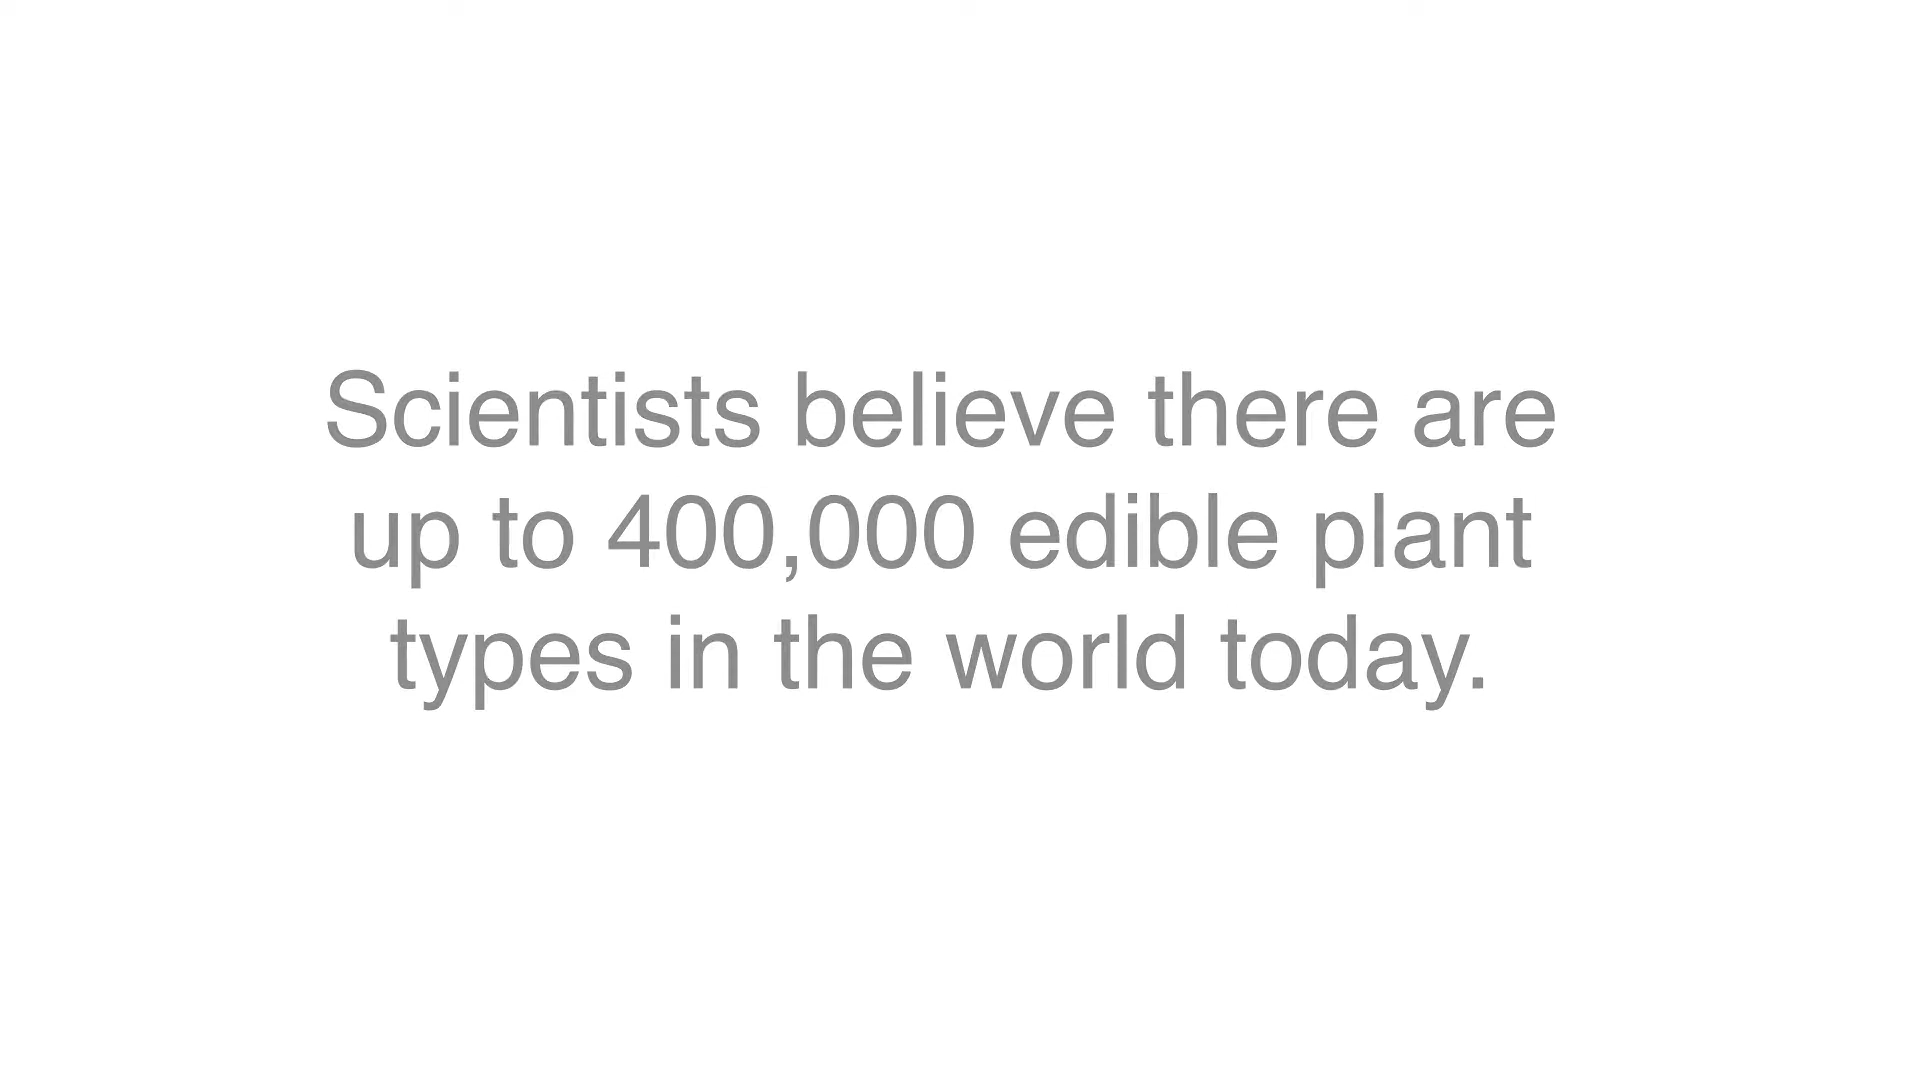 Scientists believe there are
up to 400,000 edible plant
types in the world today.